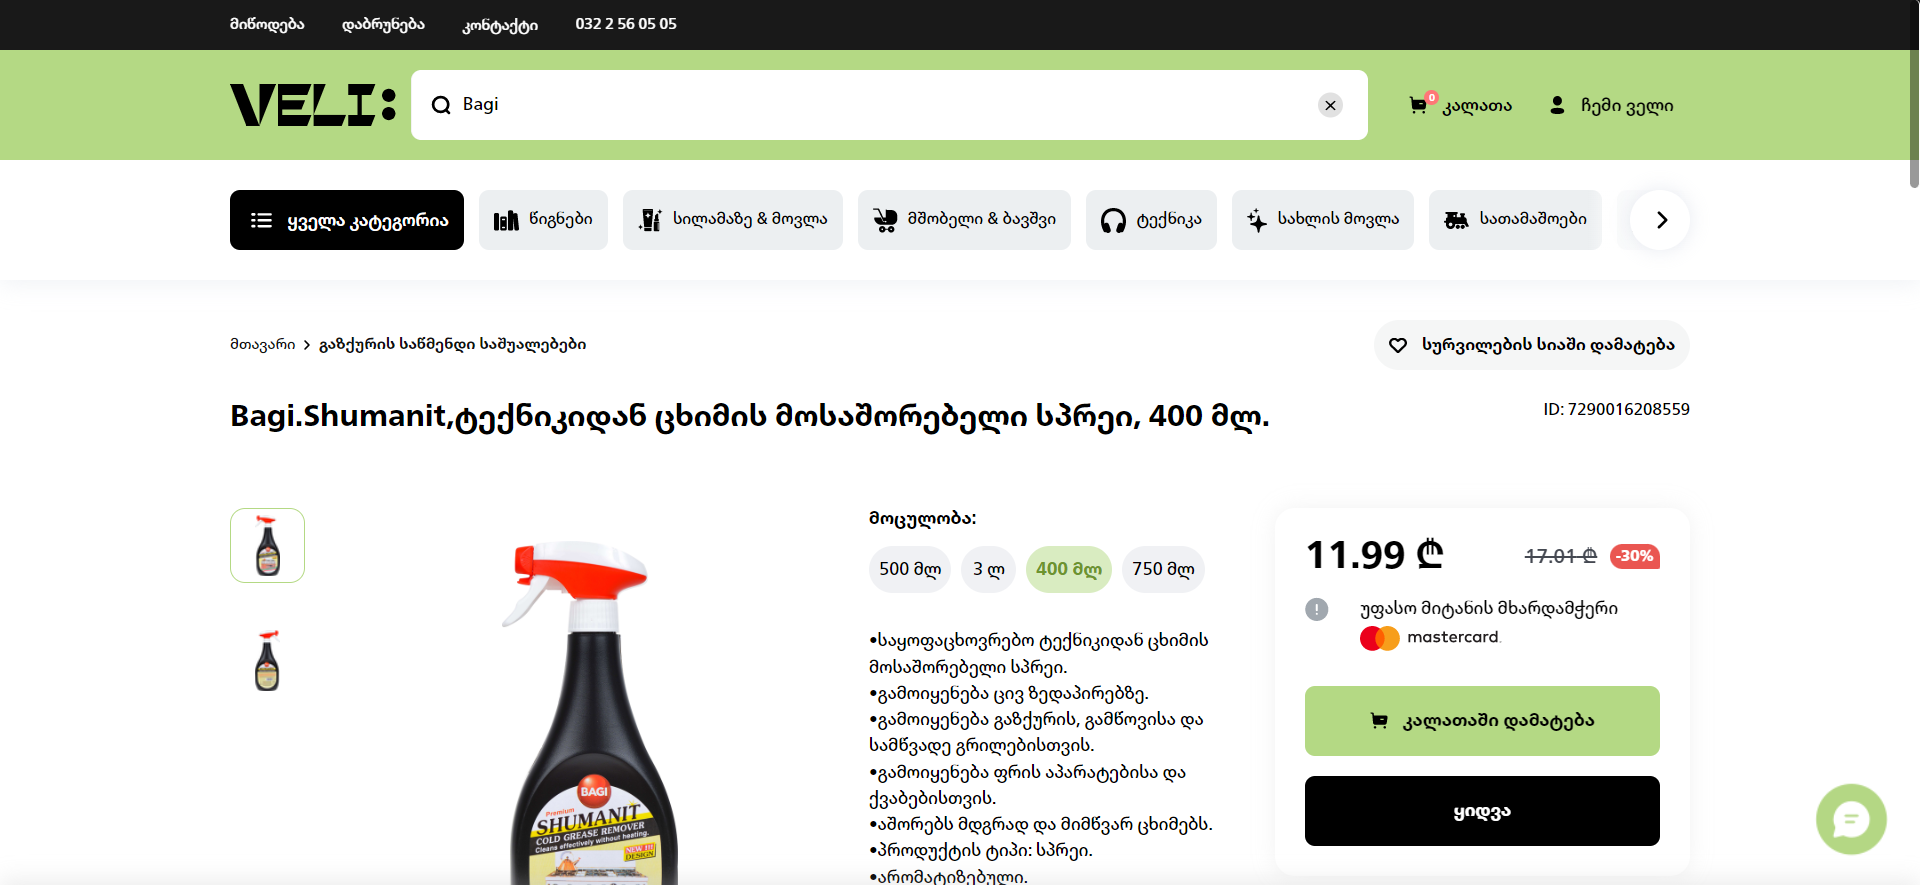 მიწოდება დაბრუნება კონტაქტი 032 2 56 05 05
VELI: Bagi 0 კალათა ჩემი ველი
ყველა კატეგორია წიგნები სილამაზე & მოვლა მშობელი & ბავშვი ტექნიკა სახლის მოვლა სათამაშოები
მთავარი > გაზქურის საწმენდი საშუალებები სურვილების სიაში დამატება
Bagi.Shumanit,ტექნიკიდან ცხიმის მოსაშორებელი სპრეი, 400 მლ.
ID: 7290016208559
მოცულობა:
500 მლ 3 ლ 400 მლ 750 მლ
•საყოფაცხოვრებო ტექნიკიდან ცხიმის
მოსაშორებელი სპრეი.
•გამოიყენება ცივ ზედაპირებზე.
•გამოიყენება გაზქურის, გამწოვისა და
სამწვადე გრილებისთვის.
•გამოიყენება ფრის აპარატებისა და
ქვაბებისთვის.
•აშორებს მდგრად და მიმწვარ ცხიმებს.
•პროდუქტის ტიპი: სპრეი.
•არომატიზებული.
11.99 ₾ 17.01 ₾ -30%
უფასო მიტანის მხარდამჭერი
mastercard.
კალათაში დამატება
ყიდვა
BAGI
Premium
SHUMANIT
COLD GREASE REMOVER
Cleans effectively without heating.
NEW !!!
DESIGN